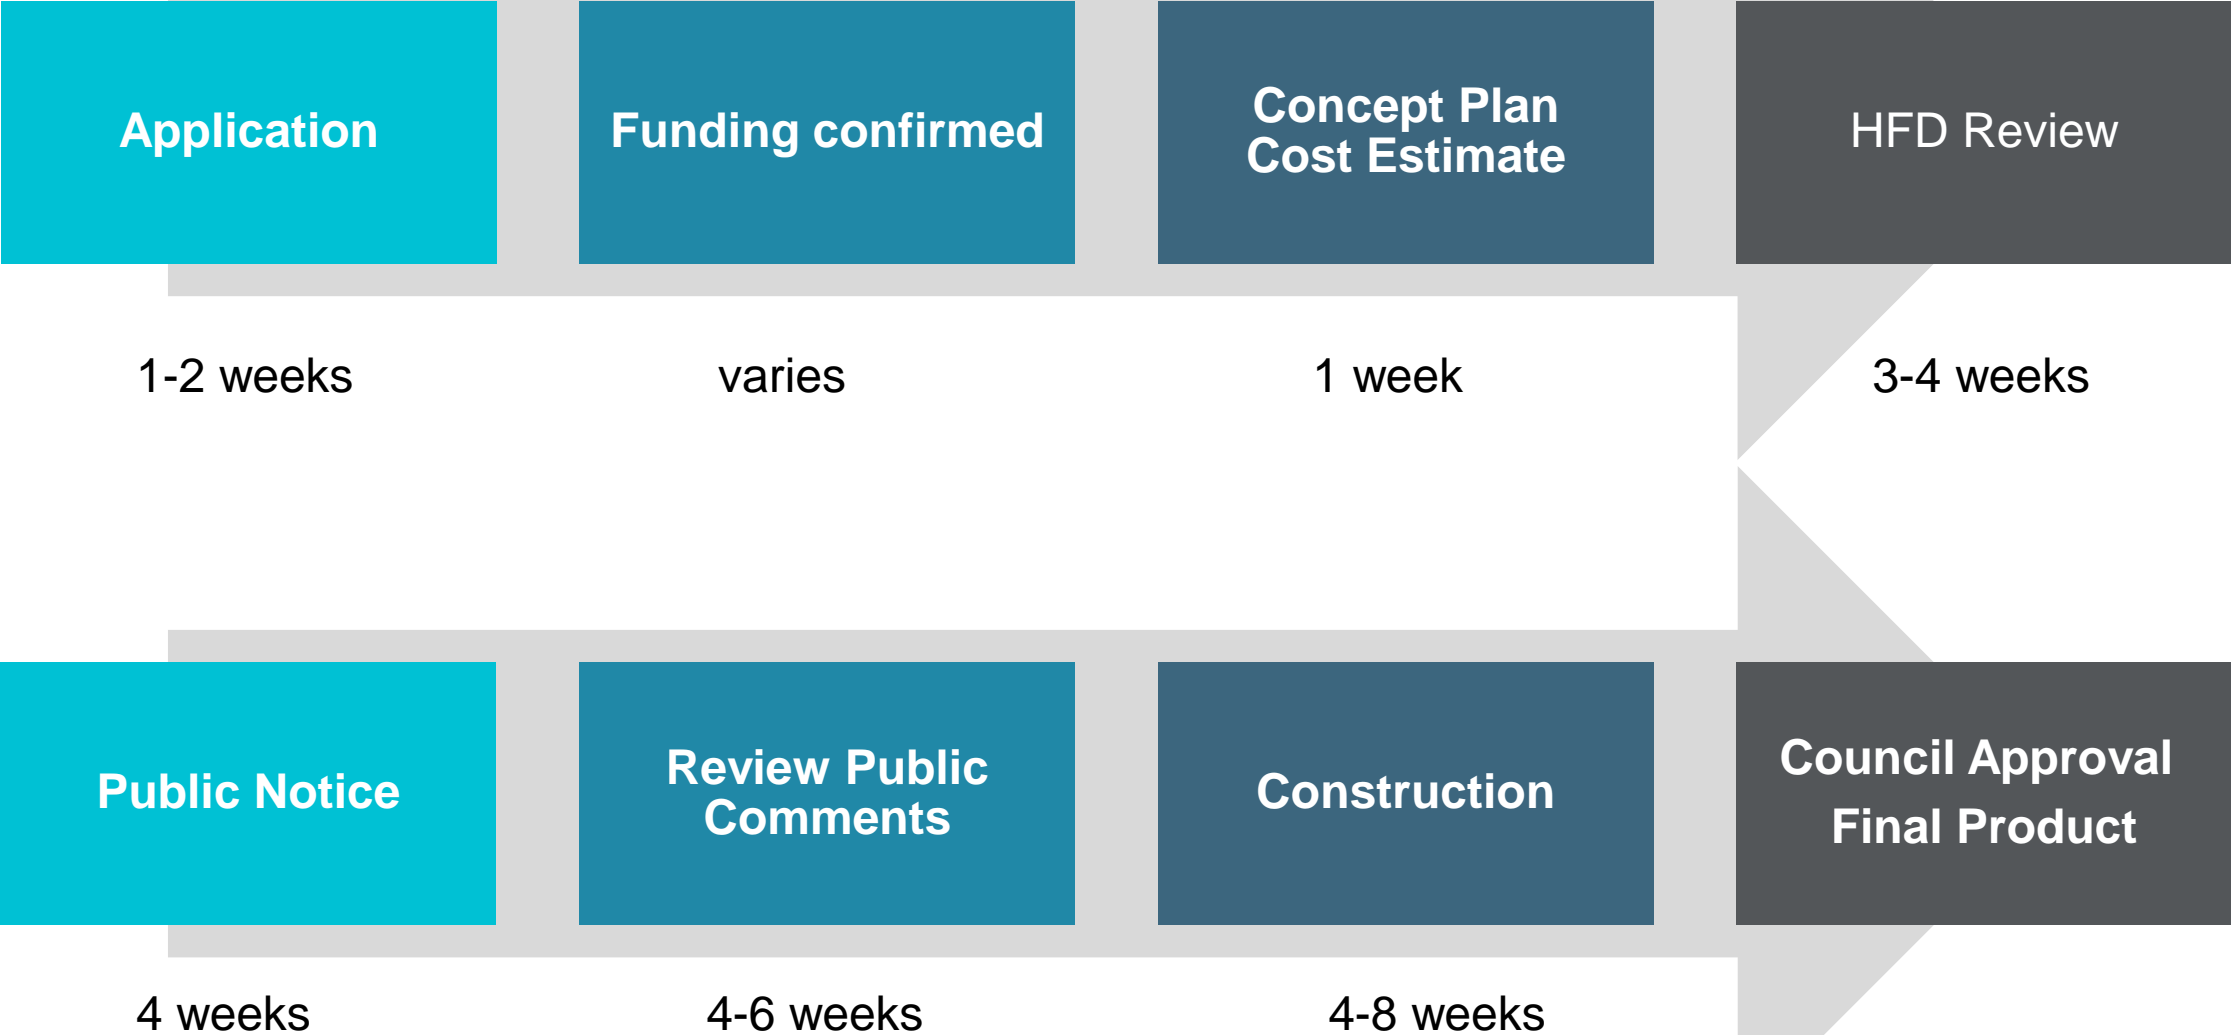 Application
Funding confirmed
Concept Plan
Cost Estimate
HFD Review
1-2 weeks
varies
1 week
3-4 weeks
Public Notice
Review Public
Comments
Construction
Council Approval
Final Product
4 weeks
4-6 weeks
4-8 weeks